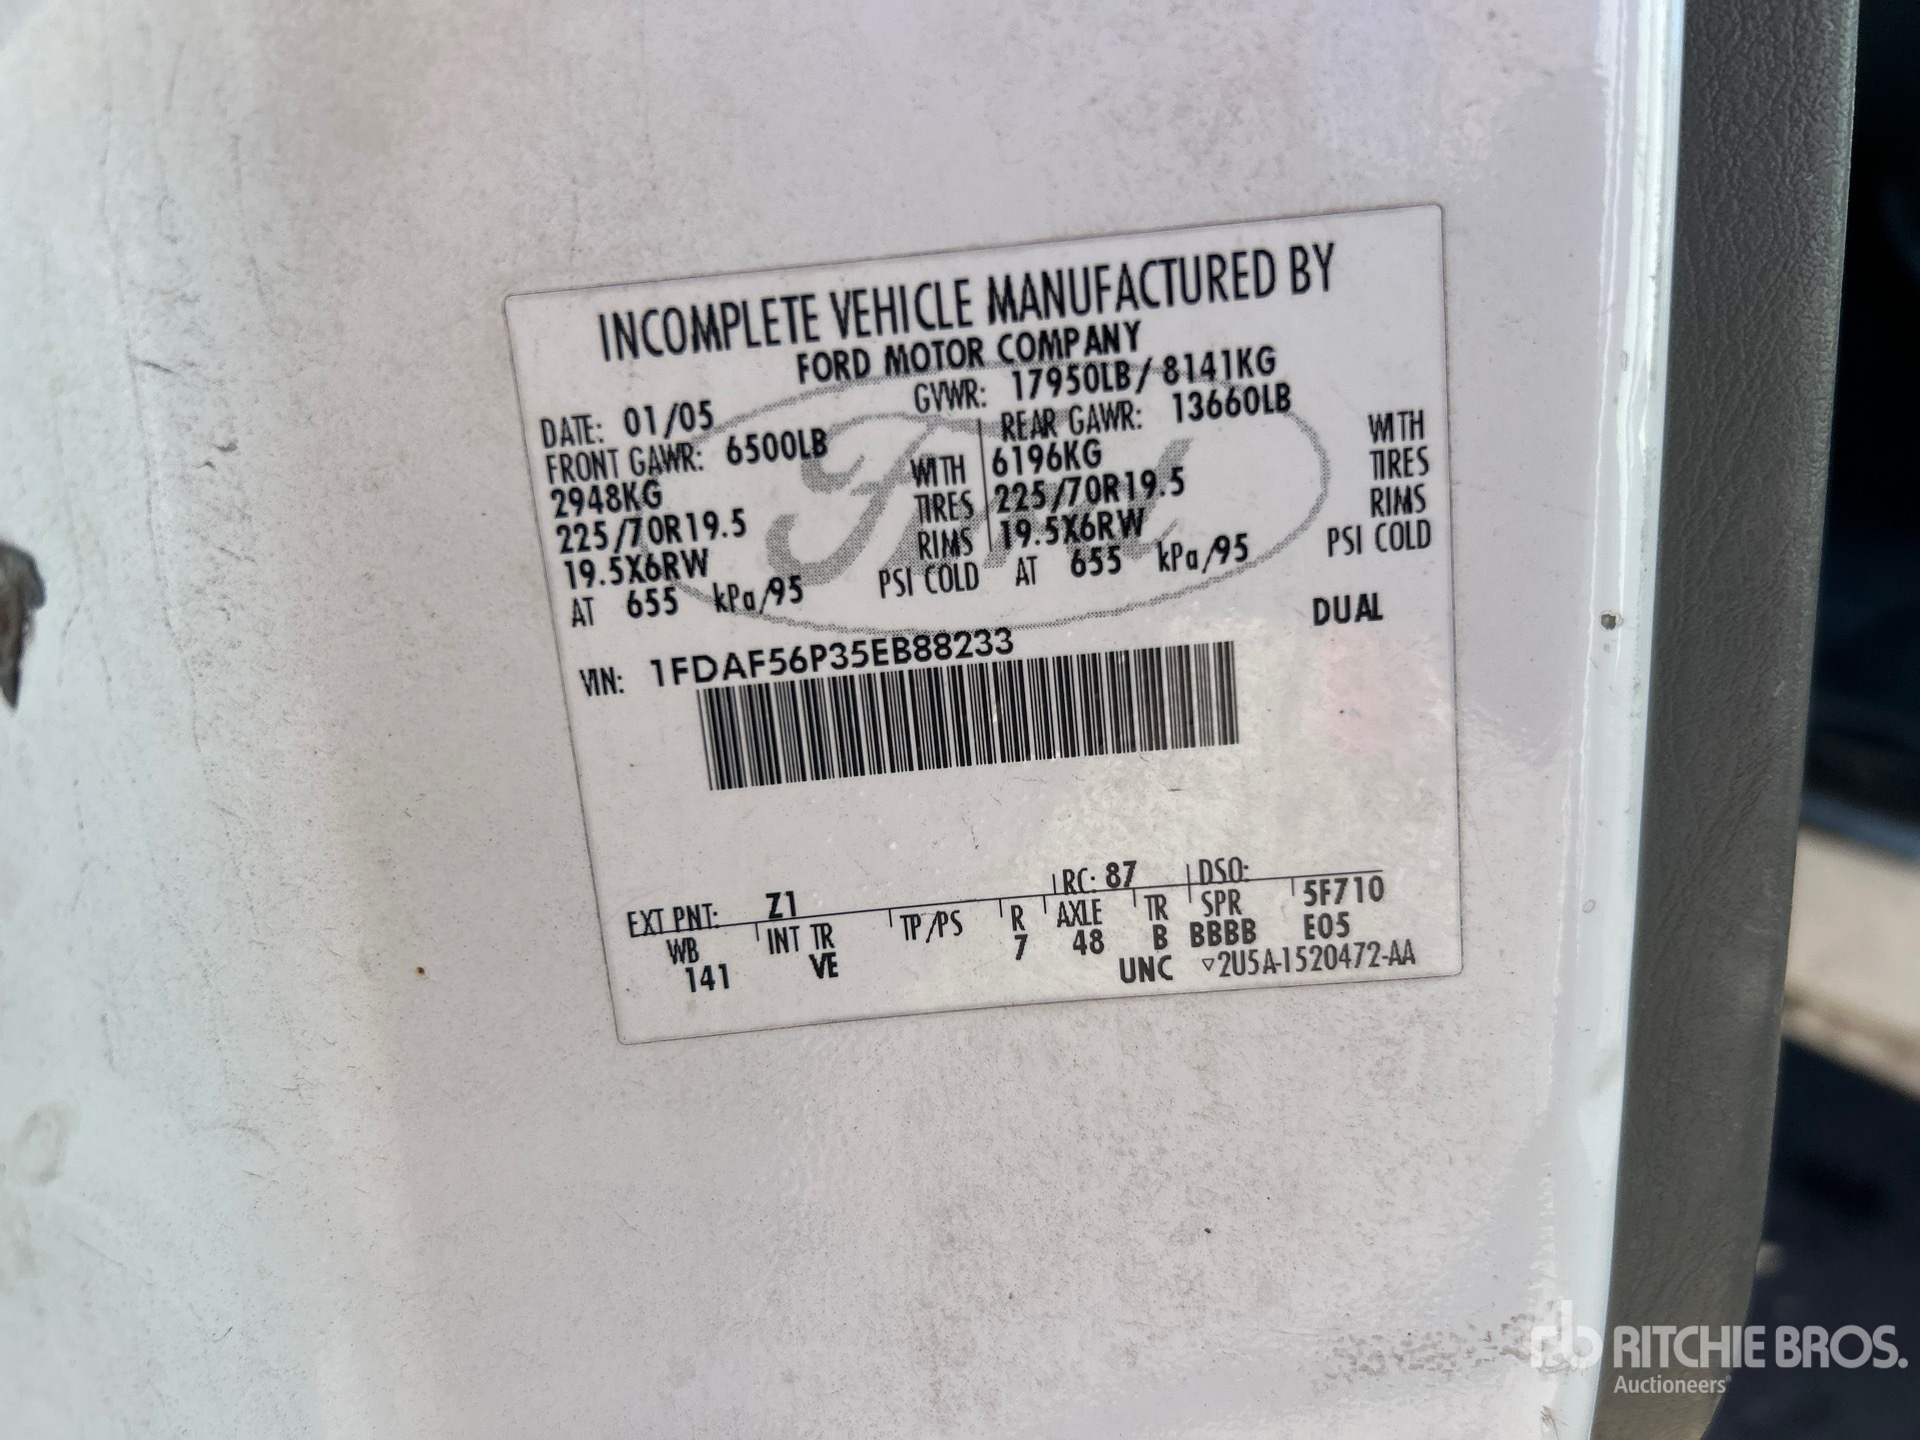 INCOMPLETE VEHICLE MANUFACTURED BY
FORD MOTOR COMPANY
DATE: 01/05 GVWR: 17950LB/ 8141KG
FRONT GAWR: 6500LB REAR GAWR: 13660LB
2948KG WITH 6196KG WITH
225/70R19.5 TIRES 225/70R19.5 TIRES
19.5X6RW RIMS 19.5X6RW RIMS
AT 655 kPa/95 PSI COLD AT 655 kPa/95 PSI COLD
DUAL
VIN: 1FDAF56P35EB88233
EXT PNT: Z1 RC: 87 DSO:
WB INT TR TP/PS R AXLE TR SPR 5F710
141 VE 7 48 B BBBB E05
UNC ▽2U5A-1520472-AA
Ford
rb RITCHIE BROS.
Auctioneers